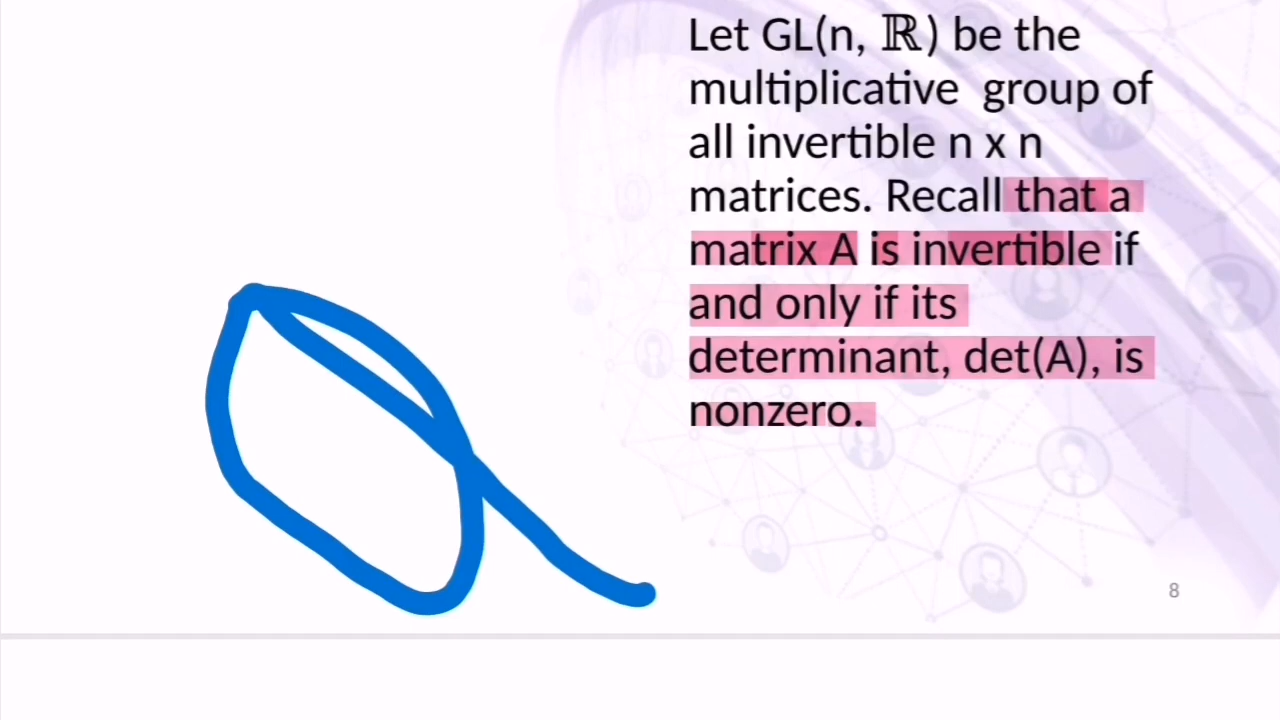 Let GL(n, ℝ) be the
multiplicative  group of
all invertible n x n
matrices. Recall that a
matrix A is invertible if
and only if its
determinant, det(A), is
nonzero.
8